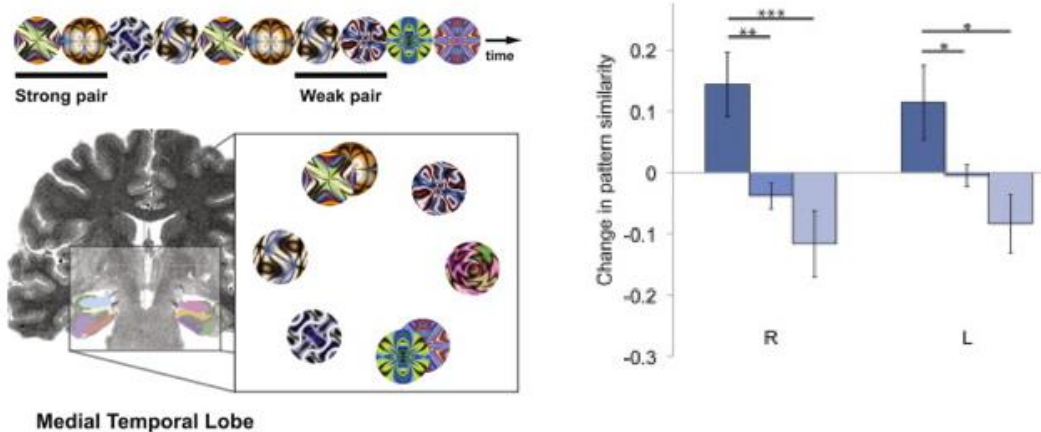 time
Strong pair
Weak pair
Medial Temporal Lobe
Change in pattern similarity
0.2
0.1
0
-0.1
-0.2
-0.3
***
**
*
R
L